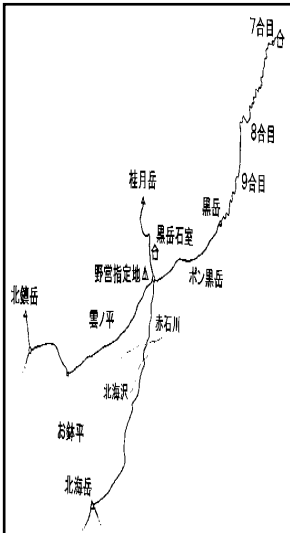 7合目
8合目
9合目
桂月岳
黒岳
黒岳石室
野営指定地
ポン黒岳
北鎮岳
雲ノ平
赤石川
北海沢
お鉢平
北海岳